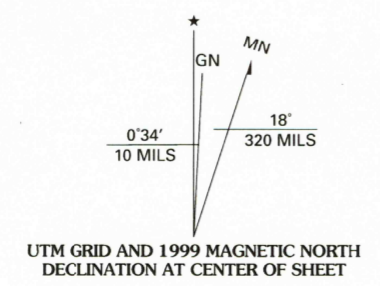 ★
GN
MN
0°34'
10 MILS
18°
320 MILS
UTM GRID AND 1999 MAGNETIC NORTH
DECLINATION AT CENTER OF SHEET